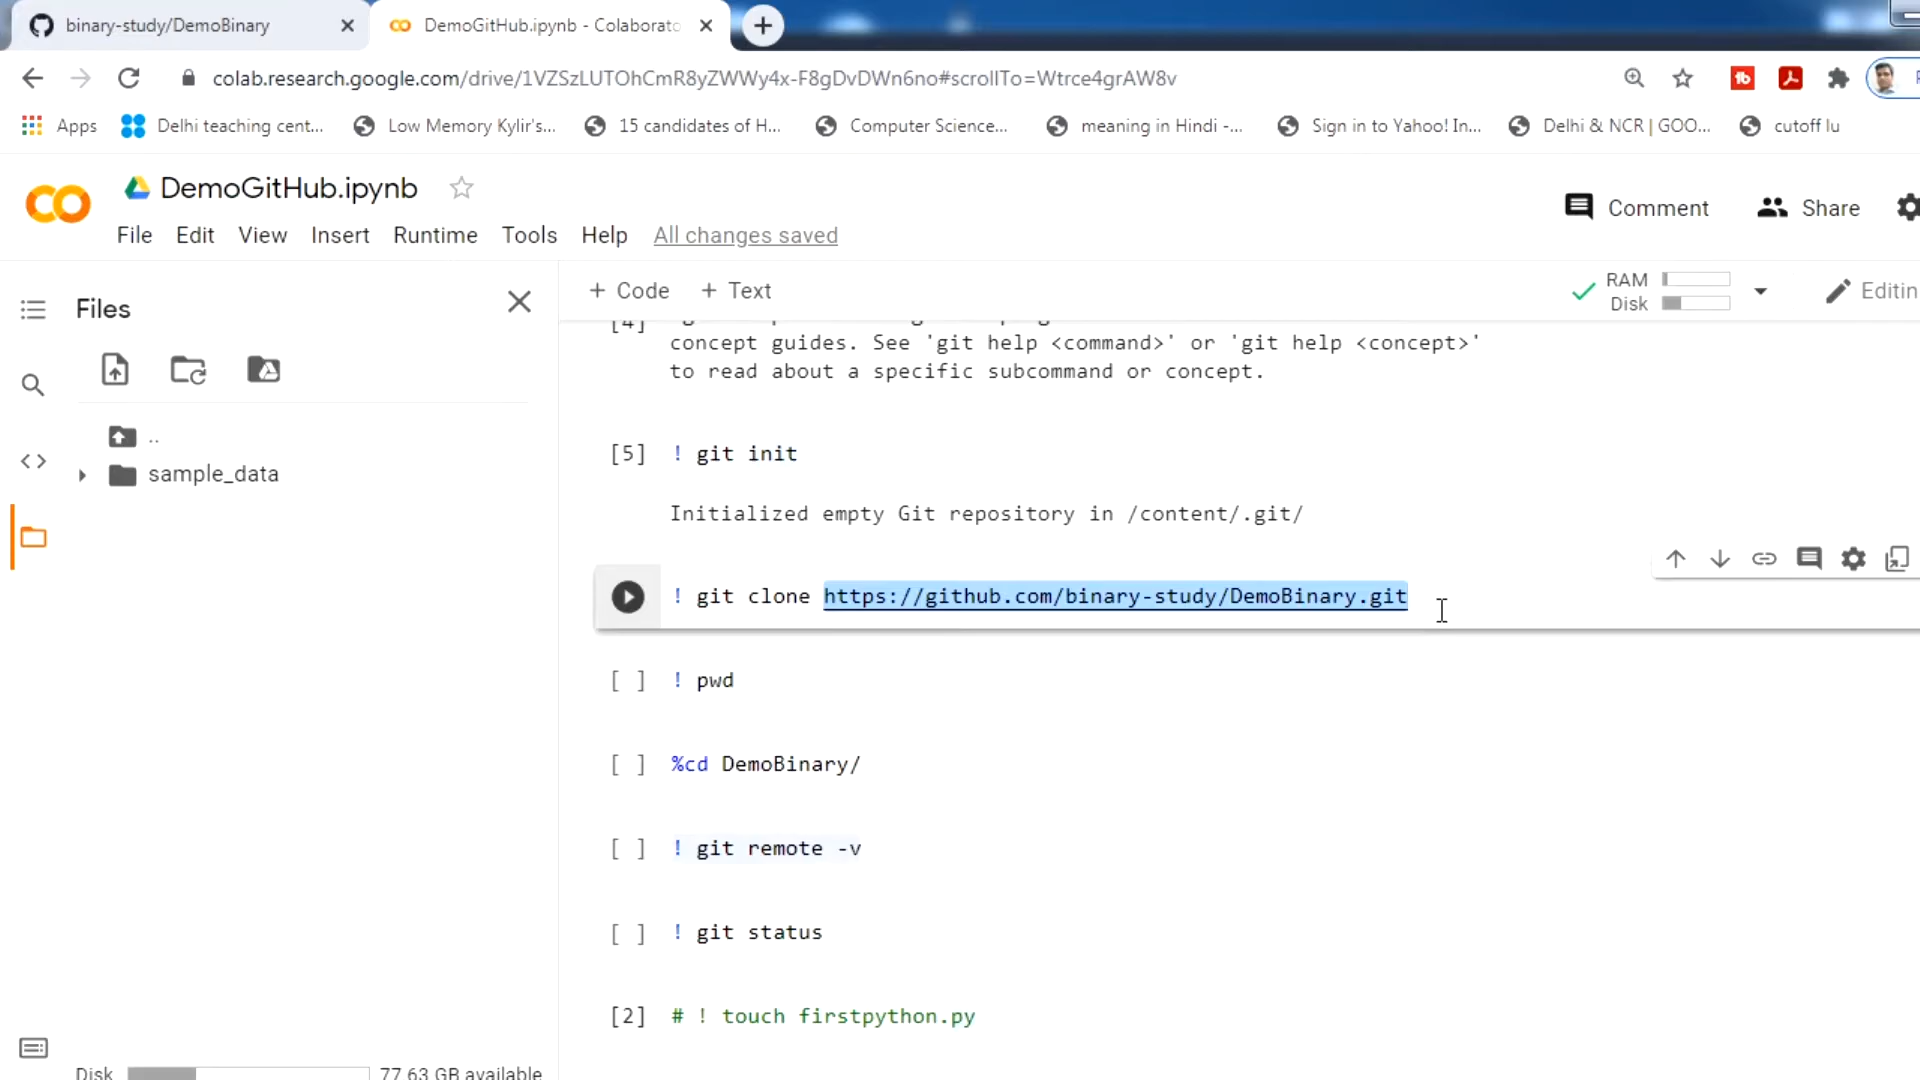 binary-study/DemoBinary
DemoGitHub.ipynb - Colaborato
colab.research.google.com/drive/1VZSzLUTOhCmR8yZWWy4x-F8gDvDWn6no#scrollTo=Wtrce4grAW8v
Apps
Delhi teaching cent...
Low Memory Kylir's...
15 candidates of H...
Computer Science...
meaning in Hindi -...
Sign in to Yahoo! In...
Delhi & NCR | GOO...
cutoff lu
DemoGitHub.ipynb
Comment
Share
File Edit View Insert Runtime Tools Help All changes saved
Files
+ Code + Text
RAM
Disk
Editin
..
sample_data
[4]
concept guides. See 'git help <command>' or 'git help <concept>'
to read about a specific subcommand or concept.
[5] ! git init
Initialized empty Git repository in /content/.git/
! git clone https://github.com/binary-study/DemoBinary.git
[ ] ! pwd
[ ] %cd DemoBinary/
[ ] ! git remote -v
[ ] ! git status
[2] # ! touch firstpython.py
Disk 77.63 GB available